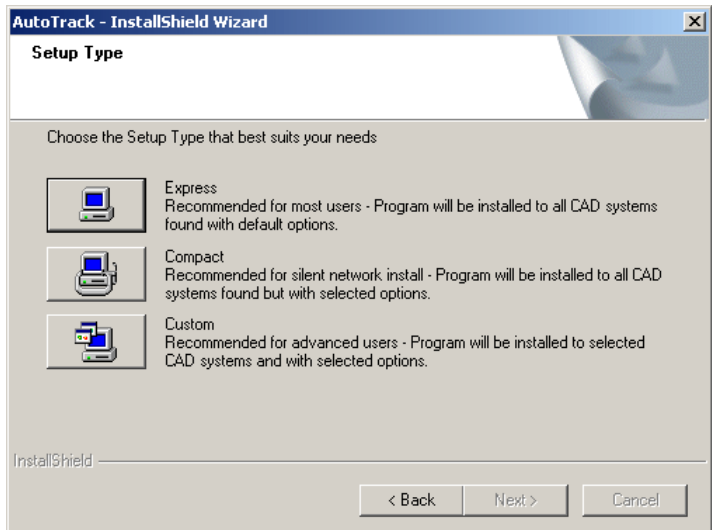 AutoTrack - InstallShield Wizard
Setup Type
Choose the Setup Type that best suits your needs
Express
Recommended for most users - Program will be installed to all CAD systems
found with default options.
Compact
Recommended for silent network install - Program will be installed to all CAD
systems found but with selected options.
Custom
Recommended for advanced users - Program will be installed to selected
CAD systems and with selected options.
InstallShield
< Back
Next >
Cancel